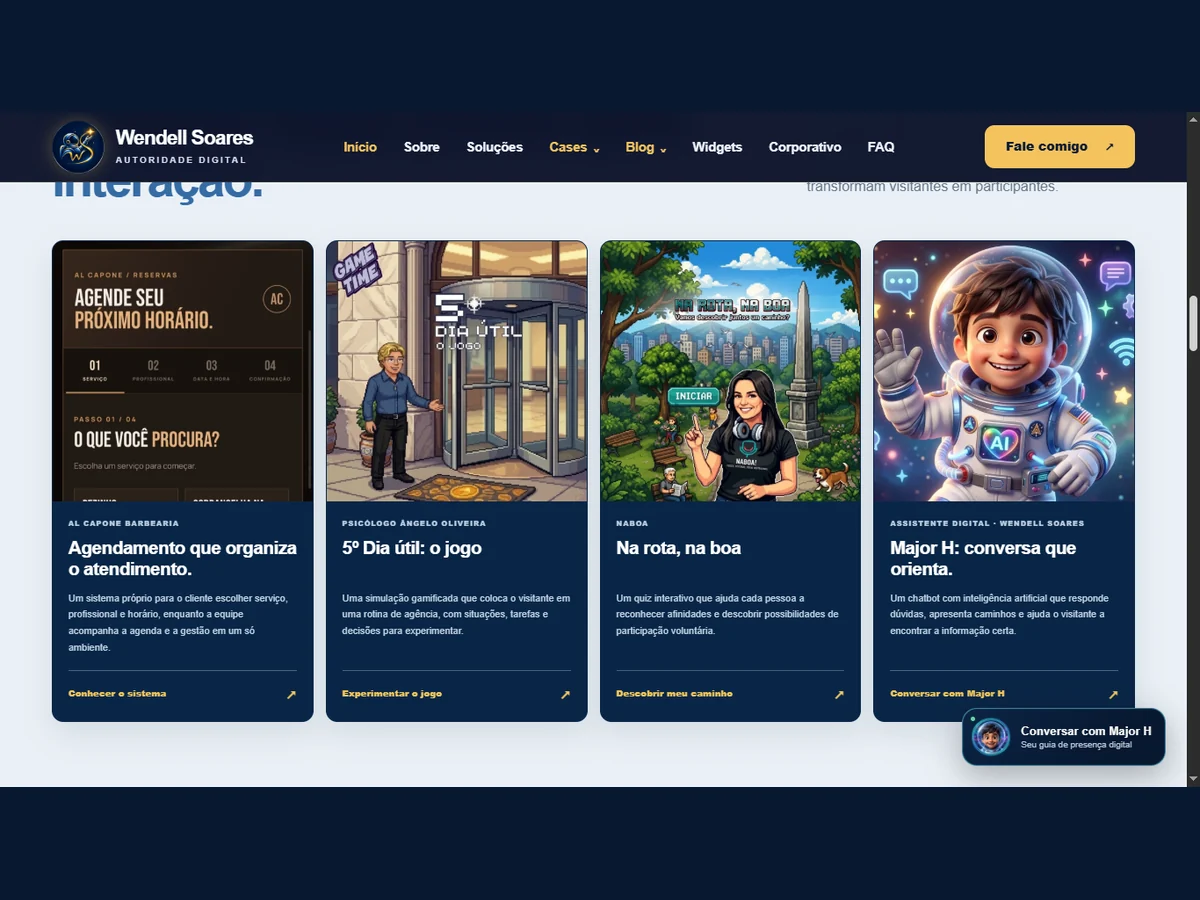 Wendell Soares
AUTORIDADE DIGITAL
Início
Sobre
Soluções
Cases
Blog
Widgets
Corporativo
FAQ
Fale comigo ↗
interação.
transformam visitantes em participantes.
AL CAPONE / RESERVAS
AGENDE SEU
PRÓXIMO HORÁRIO.
AC
01
SERVIÇO
02
PROFISSIONAL
03
DATA E HORA
04
CONFIRMAÇÃO
PASSO 01 / 04
O QUE VOCÊ PROCURA?
Escolha um serviço para começar.
AL CAPONE BARBEARIA
Agendamento que organiza
o atendimento.
Um sistema próprio para o cliente escolher serviço,
profissional e horário, enquanto a equipe
acompanha a agenda e a gestão em um só
ambiente.
Conhecer o sistema ↗
GAME
TIME
5
DIA ÚTIL
O JOGO
PSICÓLOGO ÂNGELO OLIVEIRA
5º Dia útil: o jogo
Uma simulação gamificada que coloca o visitante em
uma rotina de agência, com situações, tarefas e
decisões para experimentar.
Experimentar o jogo ↗
NA ROTA, NA BOA
Vamos descobrir juntos um caminho?
INICIAR
NABOA!
NABOA
Na rota, na boa
Um quiz interativo que ajuda cada pessoa a
reconhecer afinidades e descobrir possibilidades de
participação voluntária.
Descobrir meu caminho ↗
AI
ASSISTENTE DIGITAL · WENDELL SOARES
Major H: conversa que
orienta.
Um chatbot com inteligência artificial que responde
dúvidas, apresenta caminhos e ajuda o visitante a
encontrar a informação certa.
Conversar com Major H ↗
Conversar com Major H
Seu guia de presença digital